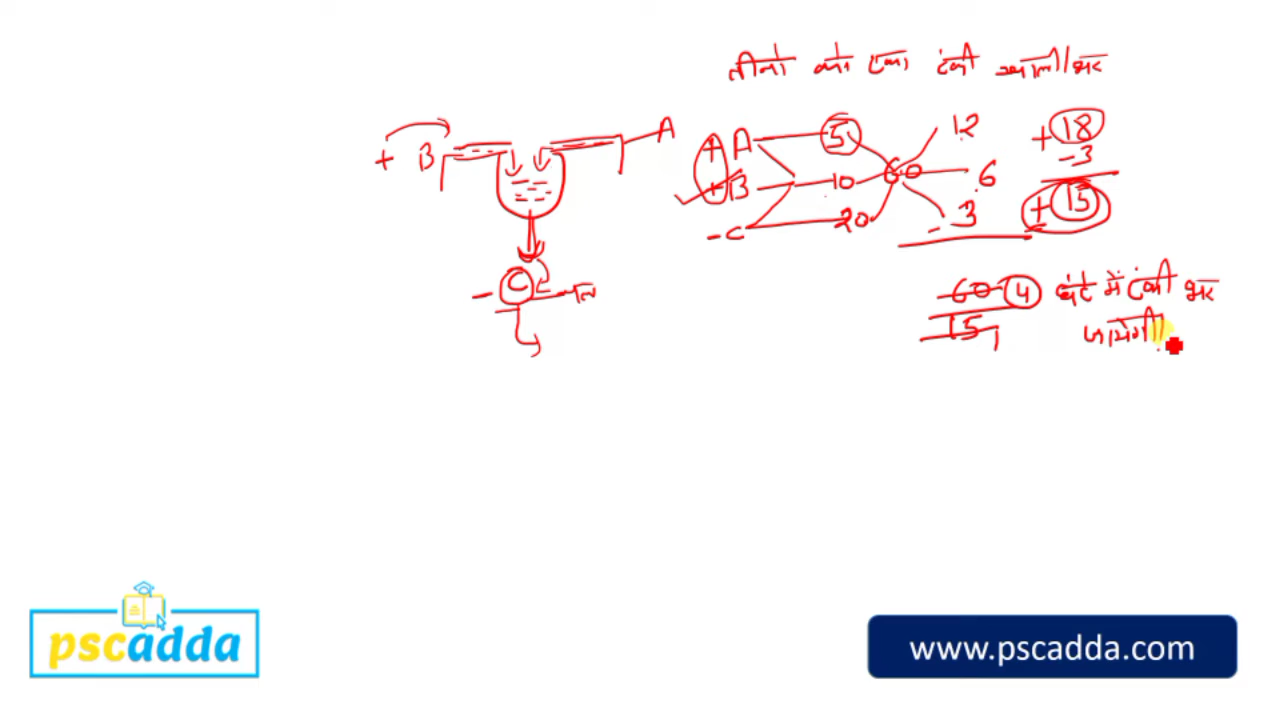 तीनो को एक टंकी खाली/भर
+ B A + A 5 12 +18
60 -3
+ B 10 6 +15
- C 20 - 3
- C नि 60 4 घंटे में टंकी भर
15 जायेगी
pscadda
www.pscadda.com